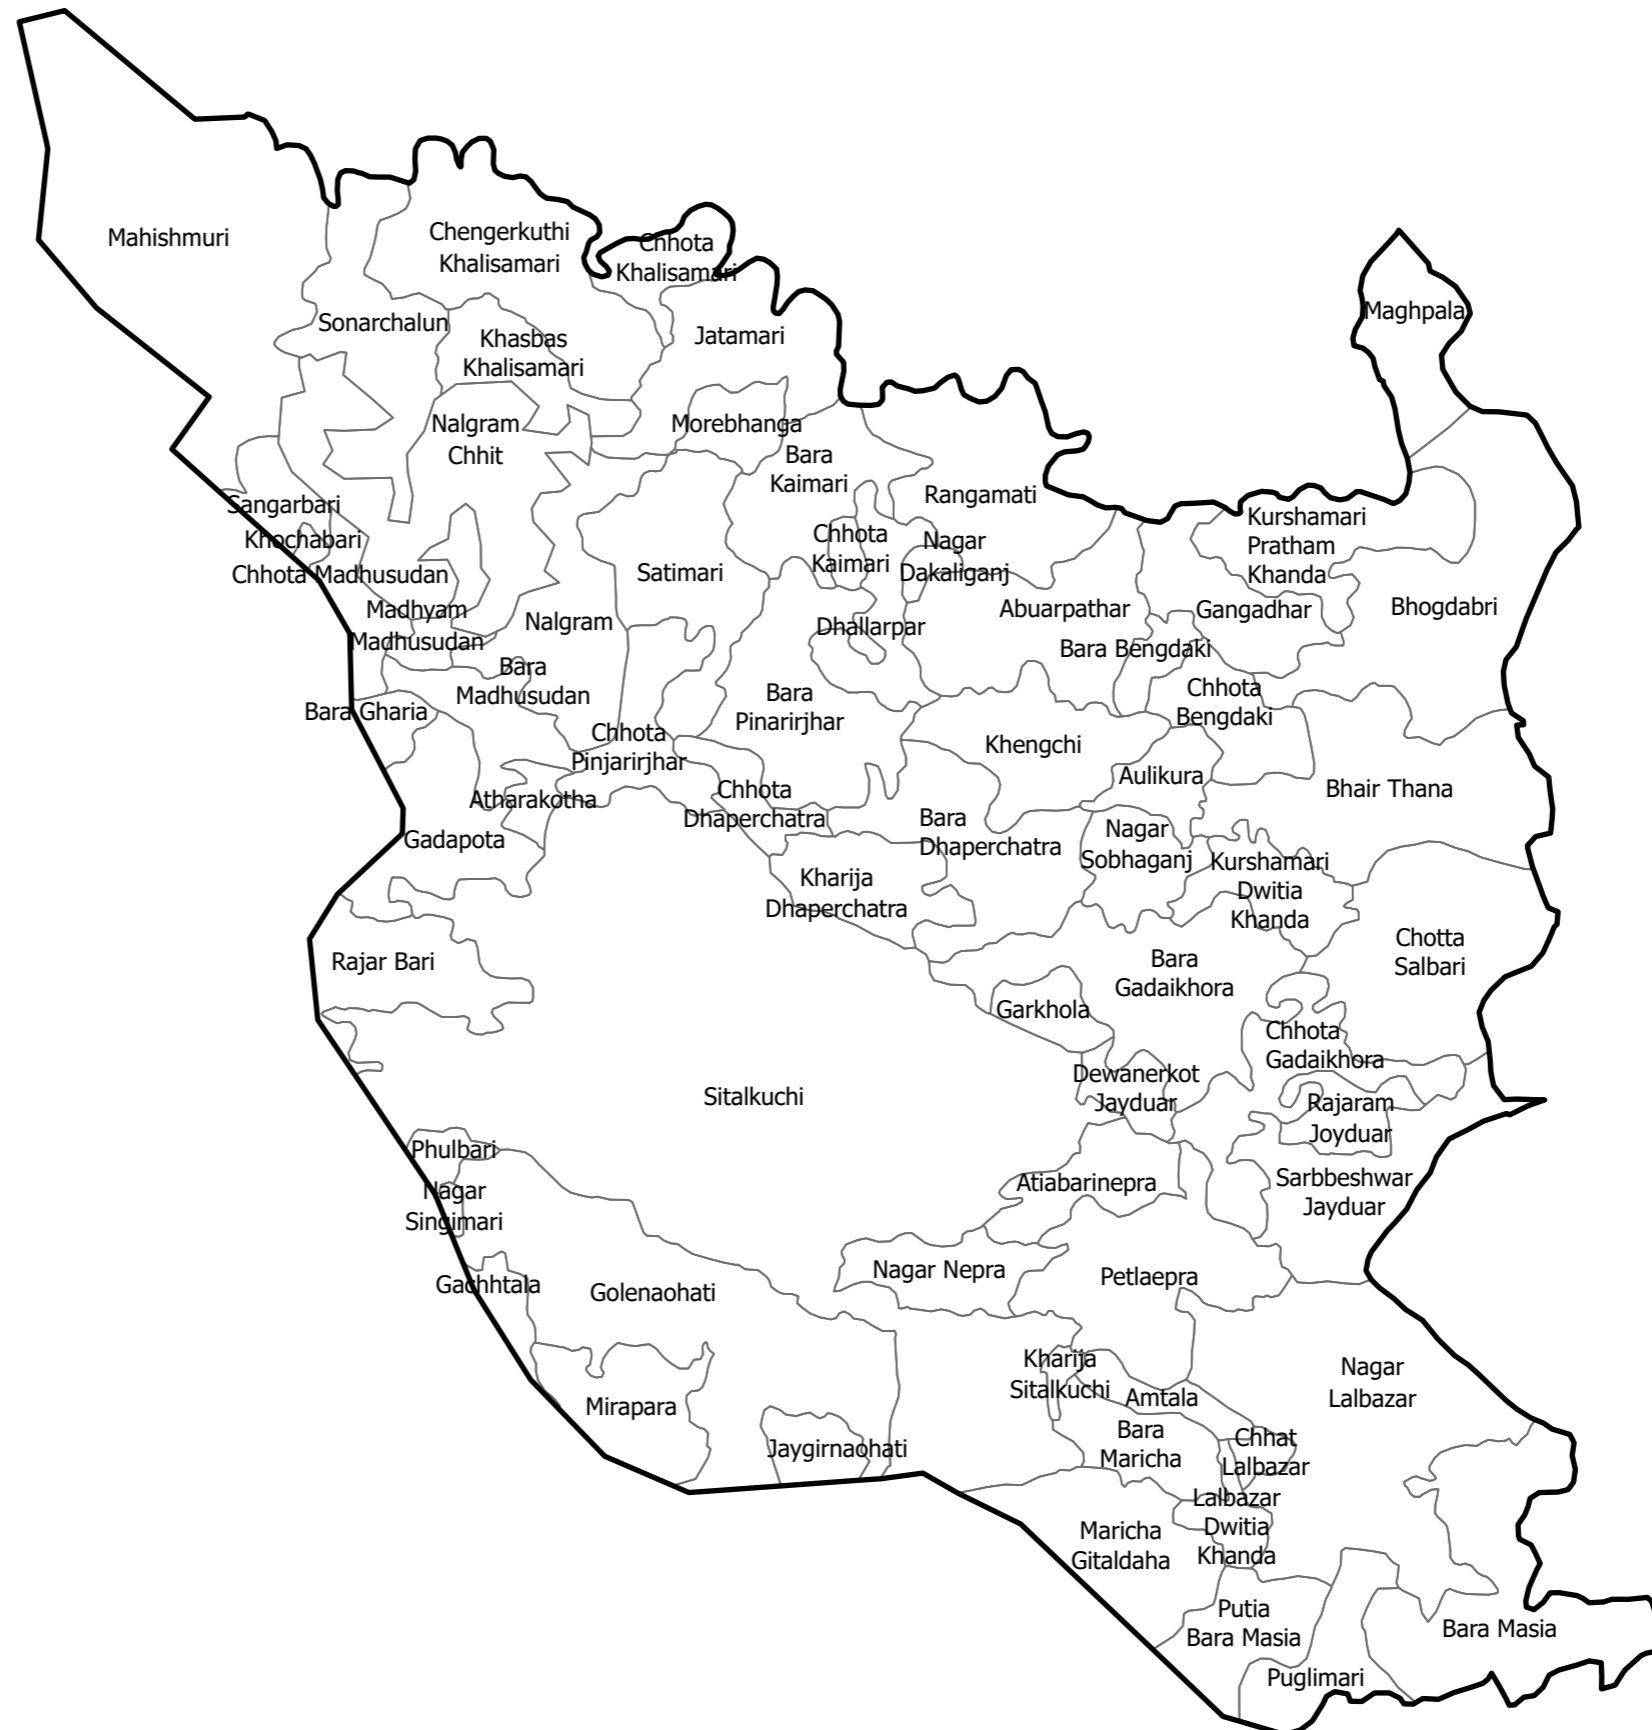 Mahishmuri
Chengerkuthi
Khalisamari
Chhota
Khalisamari
Sonarchalun
Khasbas
Khalisamari
Jatamari
Maghpala
Nalgram
Chhit
Morebhanga
Bara
Kaimari
Rangamati
Sangarbari
Khochabari
Chhota Madhusudan
Satimari
Chhota
Kaimari
Nagar
Dakaliganj
Kurshamari
Pratham
Khanda
Madhyam
Madhusudan
Nalgram
Dhallarpar
Abuarpathar
Gangadhar
Bhogdabri
Bara Bengdaki
Bara
Madhusudan
Bara Gharia
Chhota
Pinjarirjhar
Bara
Pinarirjhar
Khengchi
Chhota
Bengdaki
Aulikura
Bhair Thana
Atharakotha
Gadapota
Chhota
Dhaperchatra
Bara
Dhaperchatra
Nagar
Sobhaganj
Kurshamari
Dwitia
Khanda
Kharija
Dhaperchatra
Rajar Bari
Bara
Gadaikhora
Chotta
Salbari
Garkhola
Chhota
Gadaikhora
Sitalkuchi
Dewanerkot
Jayduar
Rajaram
Joyduar
Phulbari
Nagar
Singimari
Atiabarinepra
Sarbbeshwar
Jayduar
Gachhtala
Golenaohati
Nagar Nepra
Petlaepra
Kharija
Sitalkuchi
Amtala
Nagar
Lalbazar
Mirapara
Jaygirnaohati
Bara
Maricha
Chhat
Lalbazar
Maricha
Gitaldaha
Lalbazar
Dwitia
Khanda
Putia
Bara Masia
Bara Masia
Puglimari